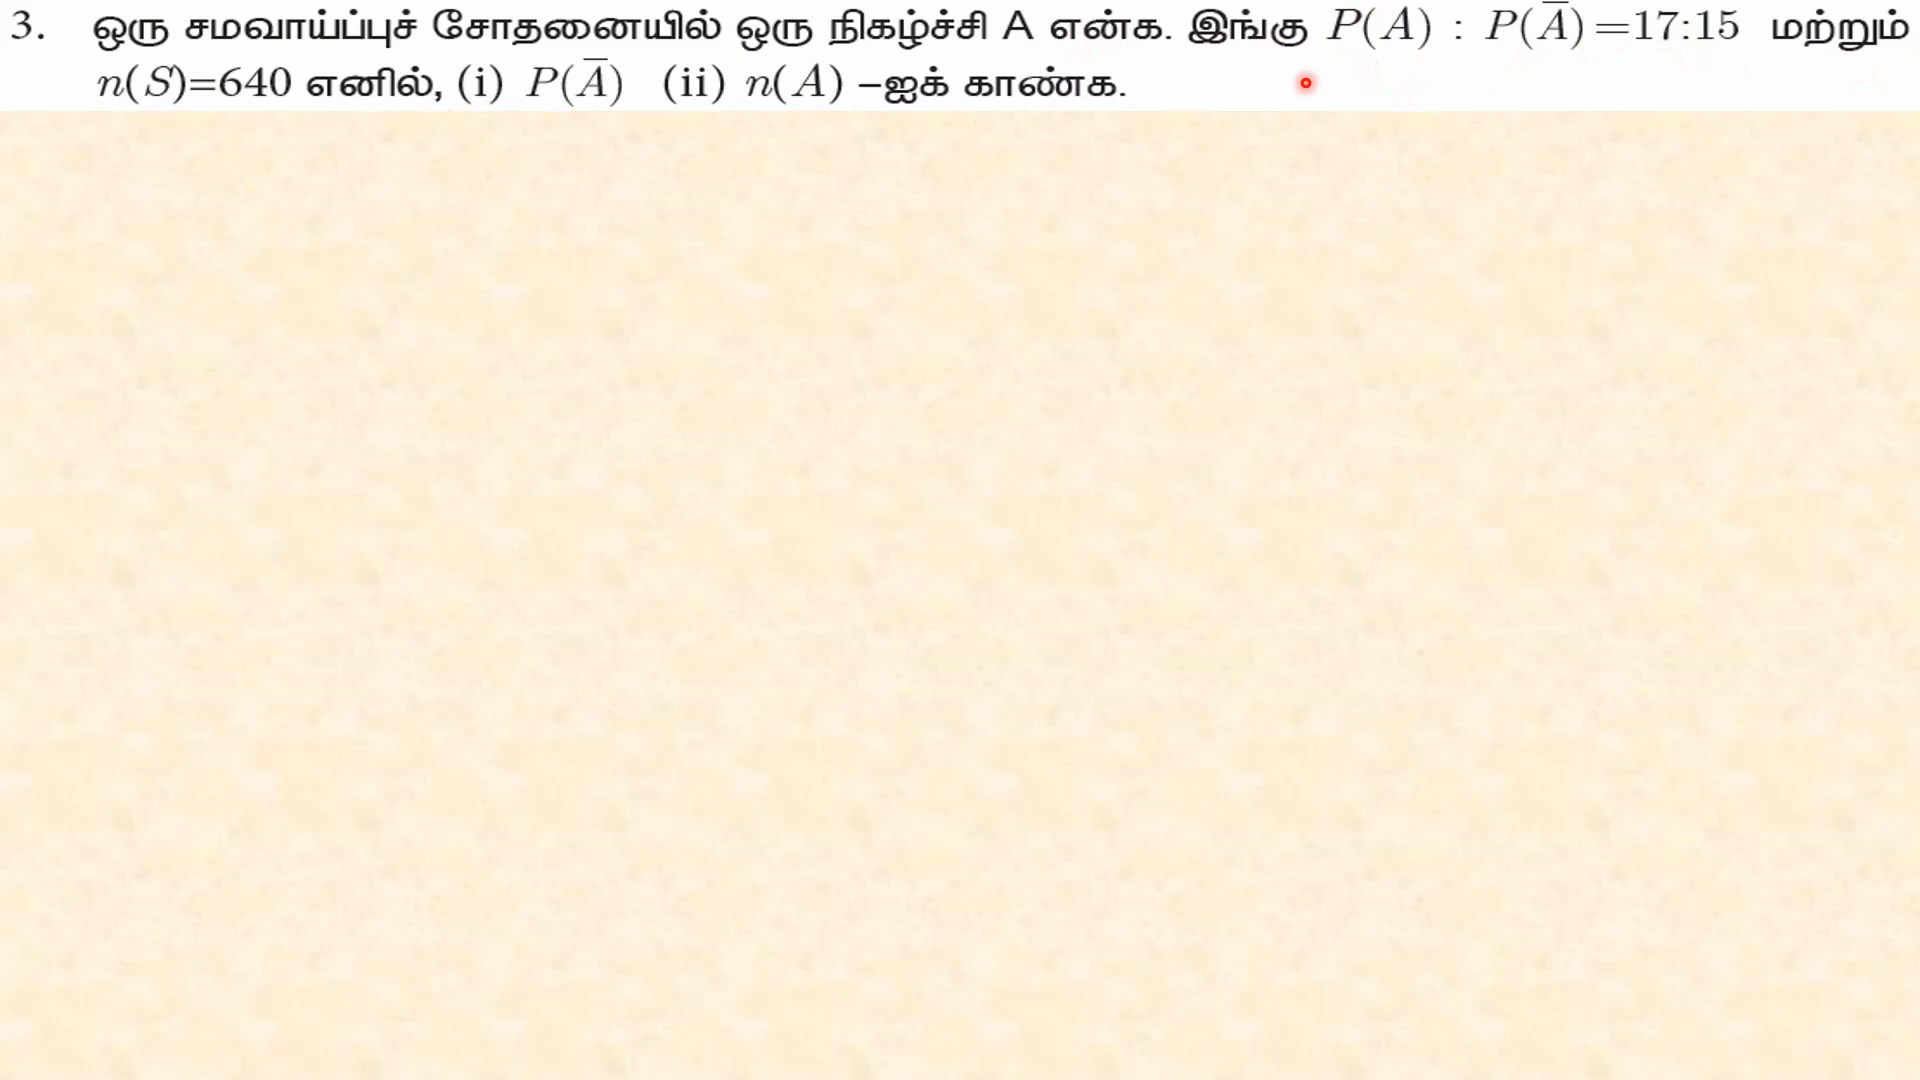 3. ஒரு சமவாய்ப்புச் சோதனையில் ஒரு நிகழ்ச்சி A என்க. இங்கு P(A) : P(A̅)=17:15 மற்றும்
n(S)=640 எனில், (i) P(A̅) (ii) n(A) –ஐக் காண்க.